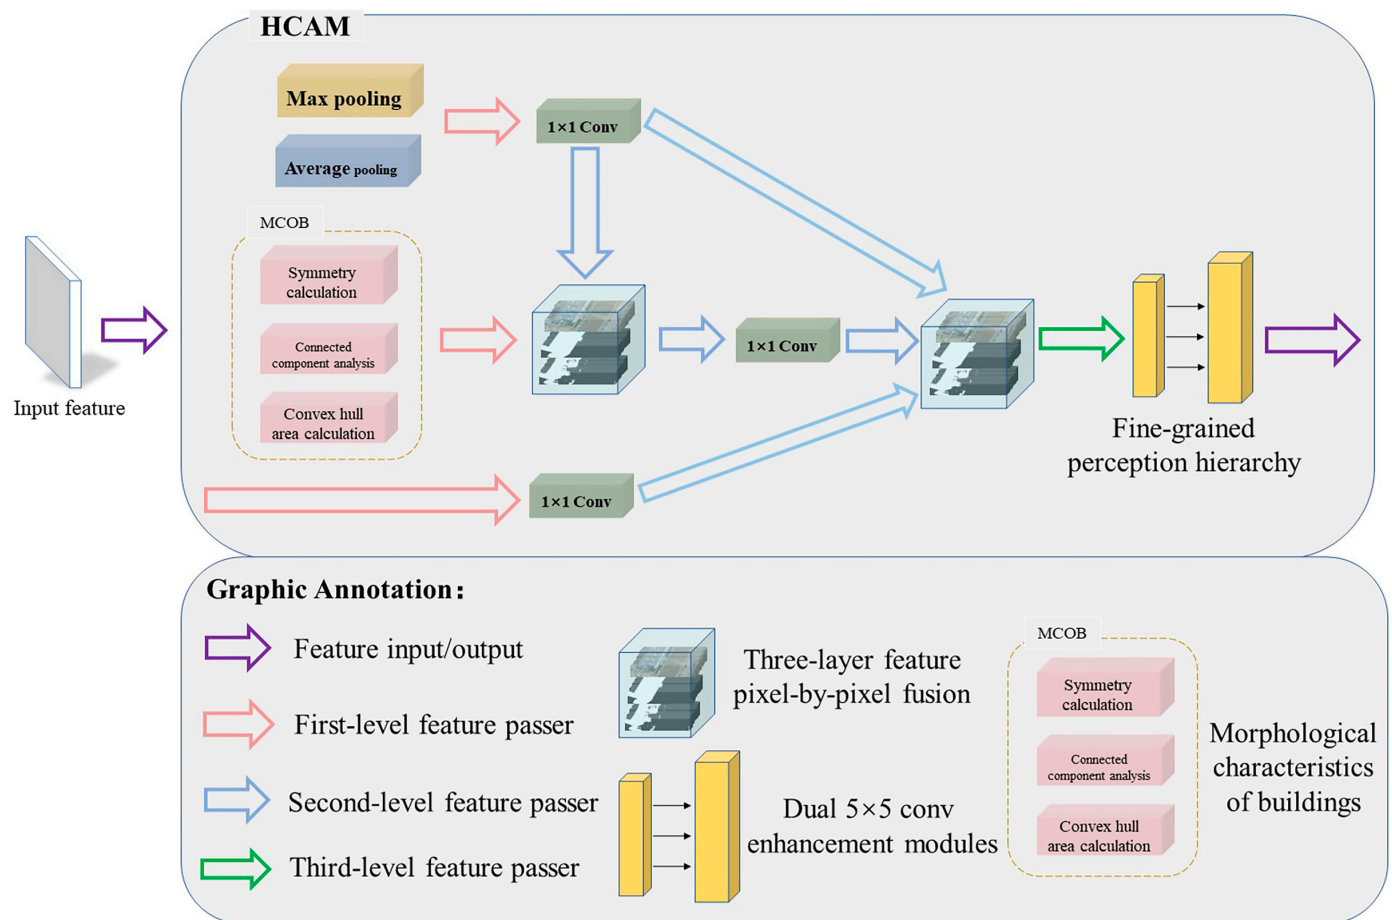 HCAM
Max pooling
1×1 Conv
Average pooling
MCOB
Symmetry
calculation
Connected
component analysis
1×1 Conv
Convex hull
area calculation
Input feature
Fine-grained
perception hierarchy
1×1 Conv
Graphic Annotation：
Feature input/output
First-level feature passer
Second-level feature passer
Third-level feature passer
Three-layer feature
pixel-by-pixel fusion
Dual 5×5 conv
enhancement modules
MCOB
Symmetry
calculation
Connected
component analysis
Convex hull
area calculation
Morphological
characteristics
of buildings